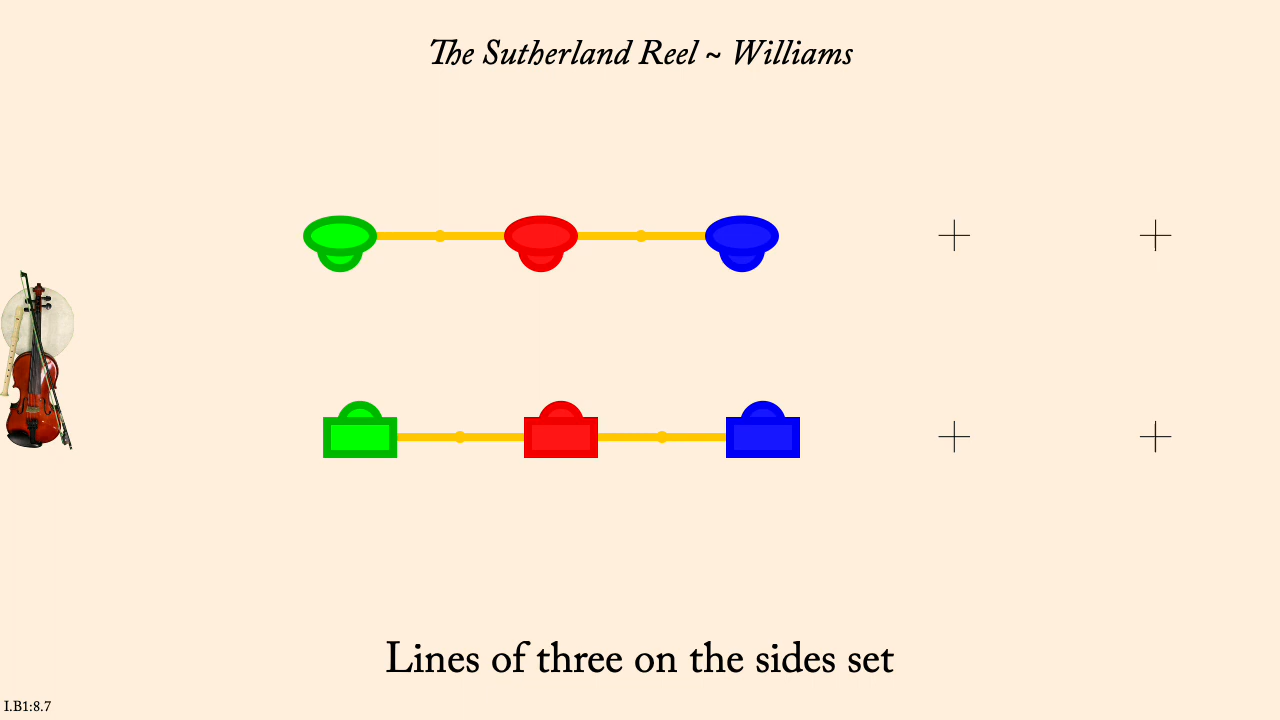 The Sutherland Reel ~ Williams
Lines of three on the sides set
I.B1:8.7